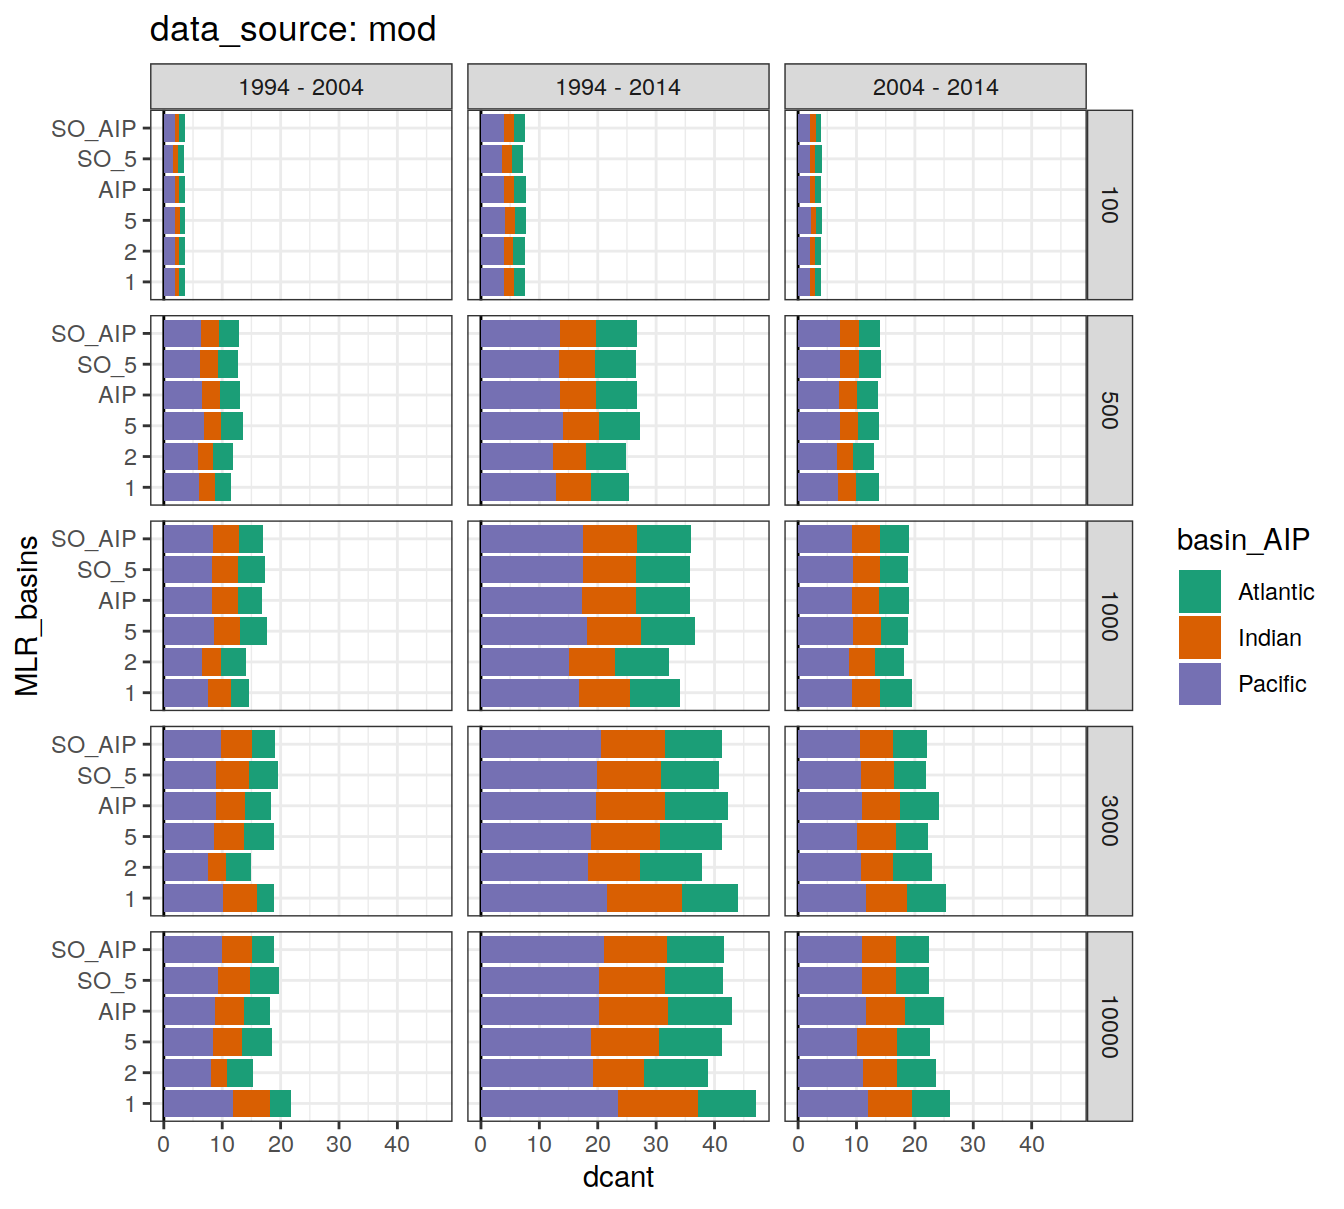 data_source: mod
1994 - 2004
1994 - 2014
2004 - 2014
SO_AIP
SO_5
AIP
5
2
1
100
SO_AIP
SO_5
AIP
5
2
1
500
SO_AIP
SO_5
AIP
5
2
1
1000
SO_AIP
SO_5
AIP
5
2
1
3000
SO_AIP
SO_5
AIP
5
2
1
10000
MLR_basins
0 10 20 30 40
0 10 20 30 40
0 10 20 30 40
dcant
basin_AIP
Atlantic
Indian
Pacific